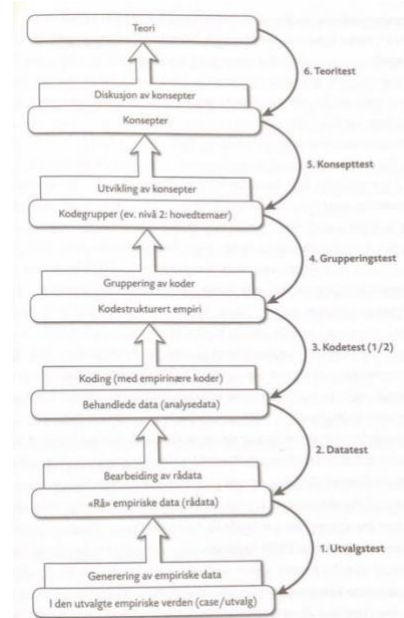 Teori
6. Teoritest
Diskusjon av konsepter
Konsepter
5. Konsepttest
Utvikling av konsepter
Kodegrupper (ev. nivå 2: hovedtemaer)
4. Grupperingstest
Gruppering av koder
Kodestrukturert empiri
3. Kodetest (1/2)
Koding (med empirinære koder)
Behandlede data (analysedata)
2. Datatest
Bearbeiding av rådata
«Rå» empiriske data (rådata)
1. Utvalgstest
Generering av empiriske data
I den utvalgte empiriske verden (case/utvalg)